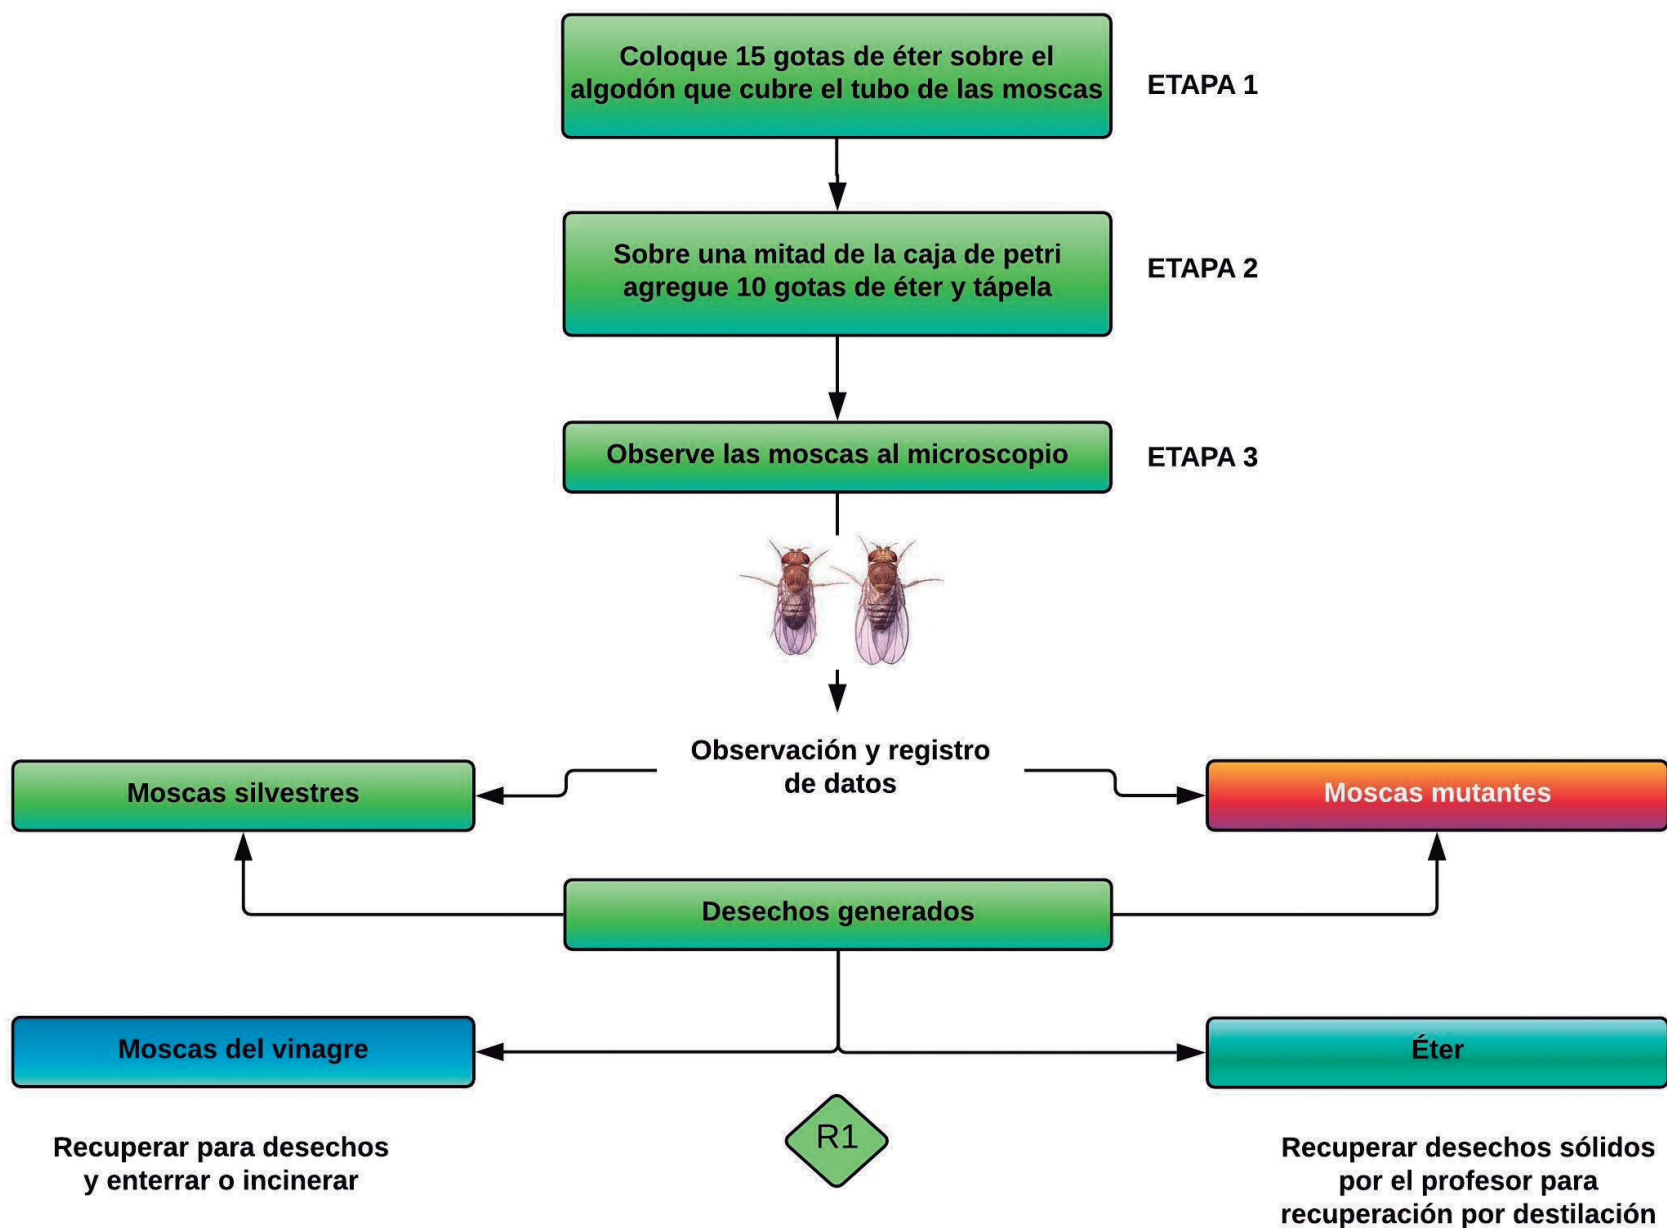 Coloque 15 gotas de éter sobre el
algodón que cubre el tubo de las moscas
ETAPA 1
Sobre una mitad de la caja de petri
agregue 10 gotas de éter y tápela
ETAPA 2
Observe las moscas al microscopio
ETAPA 3
Observación y registro
de datos
Moscas silvestres
Moscas mutantes
Desechos generados
Moscas del vinagre
Éter
R1
Recuperar para desechos
y enterrar o incinerar
Recuperar desechos sólidos
por el profesor para
recuperación por destilación